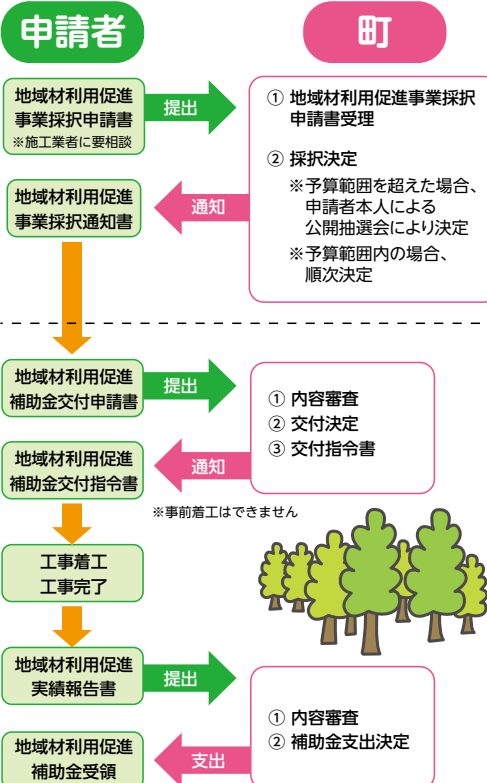 申請者
町
地域材利用促進
事業採択申請書
※施工業者に要相談
提出
① 地域材利用促進事業採択
申請書受理
② 採択決定
※予算範囲を超えた場合、
申請者本人による
公開抽選会により決定
※予算範囲内の場合、
順次決定
通知
地域材利用促進
事業採択通知書
地域材利用促進
補助金交付申請書
提出
① 内容審査
② 交付決定
③ 交付指令書
通知
地域材利用促進
補助金交付指令書
※事前着工はできません
工事着工
工事完了
地域材利用促進
実績報告書
提出
① 内容審査
② 補助金支出決定
支出
地域材利用促進
補助金受領